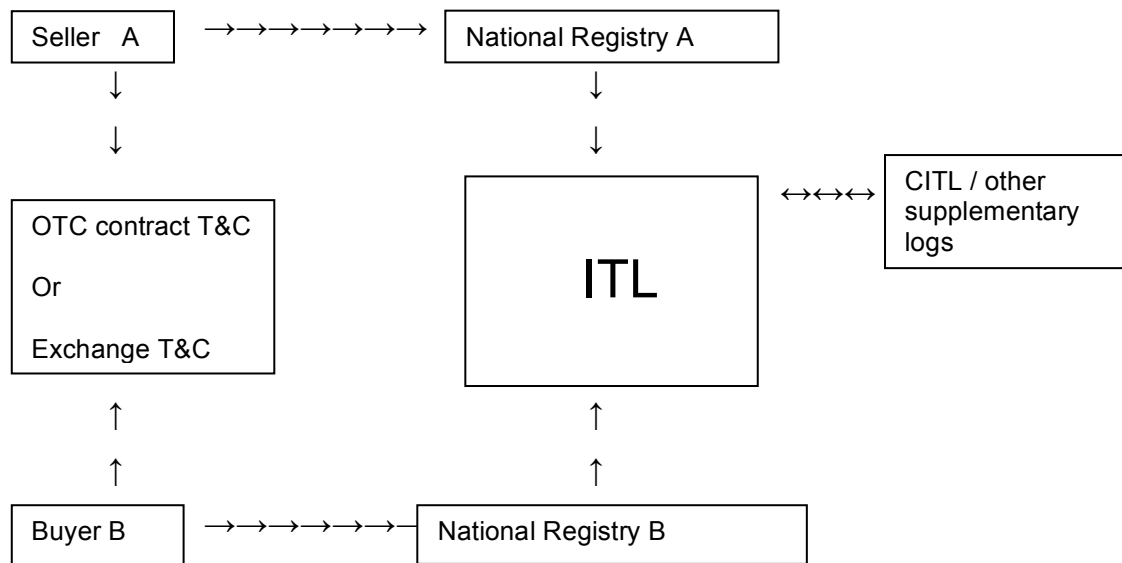 Seller A →→→→→→ National Registry A
↓ ↓
↓ ↓
CITL / other
supplementary
logs
↔↔↔
OTC contract T&C
Or
Exchange T&C
ITL
↑ ↑
↑ ↑
Buyer B →→→→→→ National Registry B